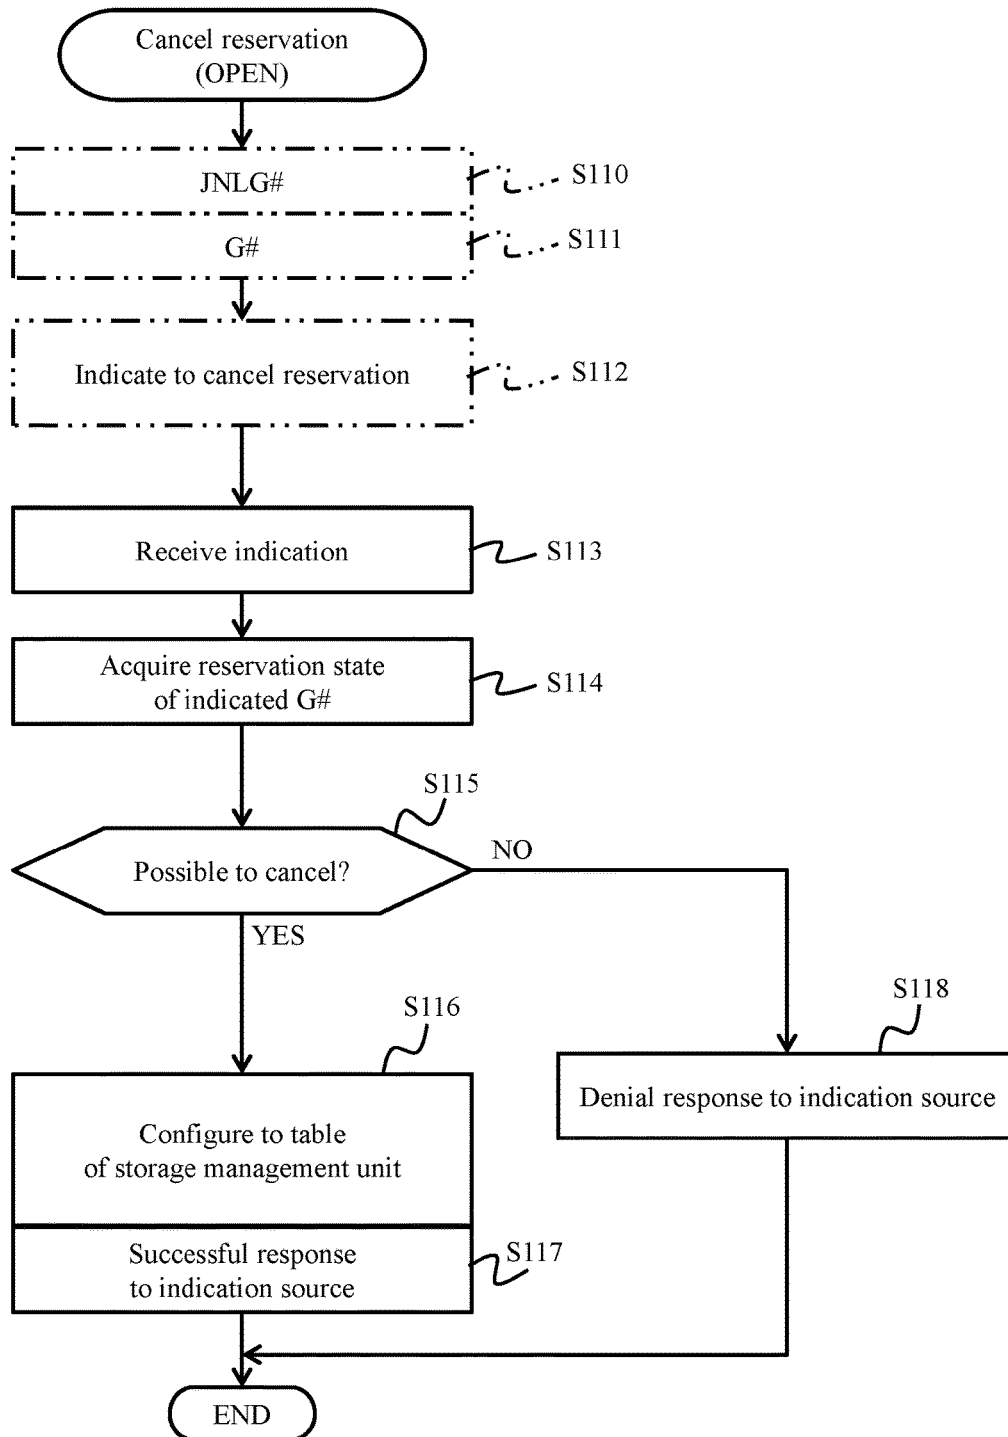 Cancel reservation
(OPEN)
JNLG#
S110
G#
S111
Indicate to cancel reservation
S112
Receive indication
S113
Acquire reservation state
of indicated G#
S114
S115
Possible to cancel?
NO
YES
S116
S118
Configure to table
of storage management unit
Denial response to indication source
Successful response
to indication source
S117
END